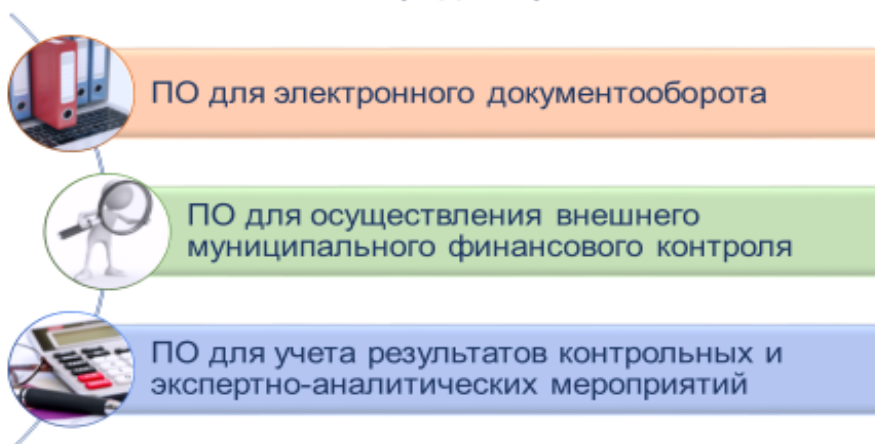 ПО для электронного документооборота
ПО для осуществления внешнего
муниципального финансового контроля
ПО для учета результатов контрольных и
экспертно-аналитических мероприятий